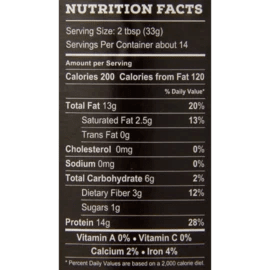 NUTRITION FACTS
Serving Size: 2 tbsp (33g)
Servings Per Container about 14
Amount per Serving
Calories 200 Calories from Fat 120
% Daily Value*
Total Fat 13g 20%
Saturated Fat 2.5g 13%
Trans Fat 0g
Cholesterol 0mg 0%
Sodium 0mg 0%
Total Carbohydrate 6g 2%
Dietary Fiber 3g 12%
Sugars 1g
Protein 14g 28%
Vitamin A 0% • Vitamin C 0%
Calcium 2% • Iron 4%
* Percent Daily Values are based on a 2,000 calorie diet.